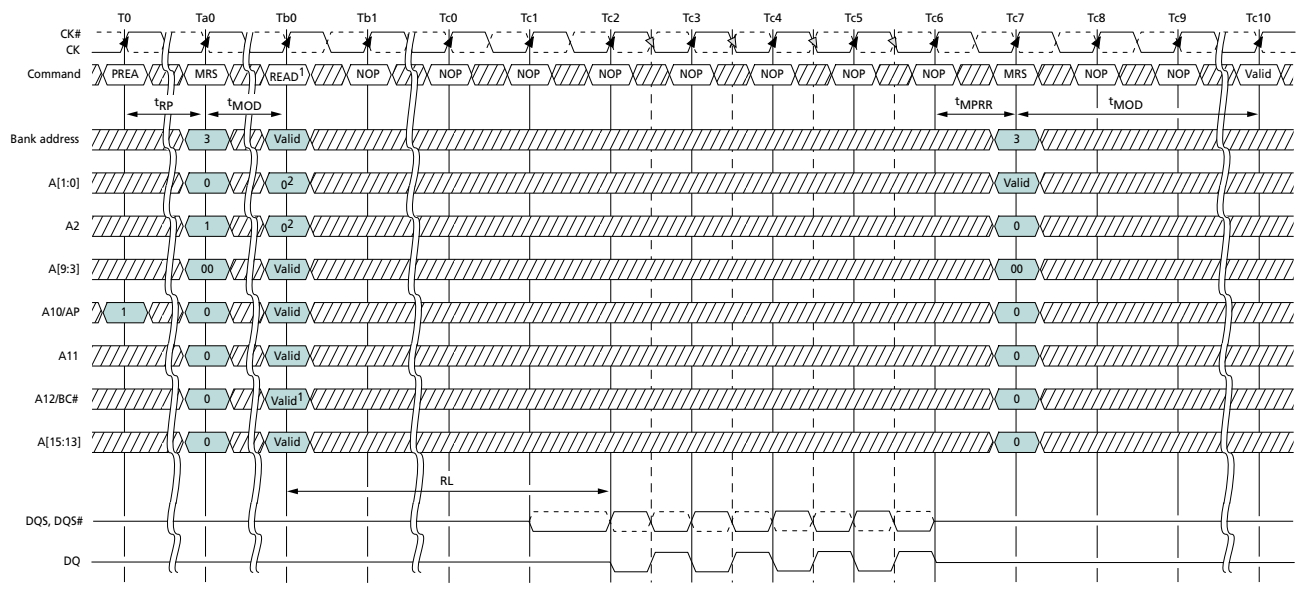 T0 Ta0 Tb0 Tb1 Tc0 Tc1 Tc2 Tc3 Tc4 Tc5 Tc6 Tc7 Tc8 Tc9 Tc10
CK#
CK
Command PREA MRS READ1 NOP NOP NOP NOP NOP NOP NOP NOP MRS NOP NOP Valid
tRP tMOD tMPRR tMOD
Bank address 3 Valid 3
A[1:0] 0 02 Valid
A2 1 02 0
A[9:3] 00 Valid 00
A10/AP 1 0 Valid 0
A11 0 Valid 0
A12/BC# 0 Valid1 0
A[15:13] 0 Valid 0
RL
DQS, DQS#
DQ